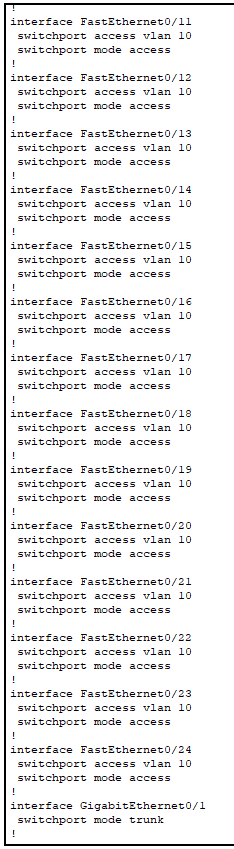 !
interface FastEthernet0/11
 switchport access vlan 10
 switchport mode access
!
interface FastEthernet0/12
 switchport access vlan 10
 switchport mode access
!
interface FastEthernet0/13
 switchport access vlan 10
 switchport mode access
!
interface FastEthernet0/14
 switchport access vlan 10
 switchport mode access
!
interface FastEthernet0/15
 switchport access vlan 10
 switchport mode access
!
interface FastEthernet0/16
 switchport access vlan 10
 switchport mode access
!
interface FastEthernet0/17
 switchport access vlan 10
 switchport mode access
!
interface FastEthernet0/18
 switchport access vlan 10
 switchport mode access
!
interface FastEthernet0/19
 switchport access vlan 10
 switchport mode access
!
interface FastEthernet0/20
 switchport access vlan 10
 switchport mode access
!
interface FastEthernet0/21
 switchport access vlan 10
 switchport mode access
!
interface FastEthernet0/22
 switchport access vlan 10
 switchport mode access
!
interface FastEthernet0/23
 switchport access vlan 10
 switchport mode access
!
interface FastEthernet0/24
 switchport access vlan 10
 switchport mode access
!
interface GigabitEthernet0/1
 switchport mode trunk
!